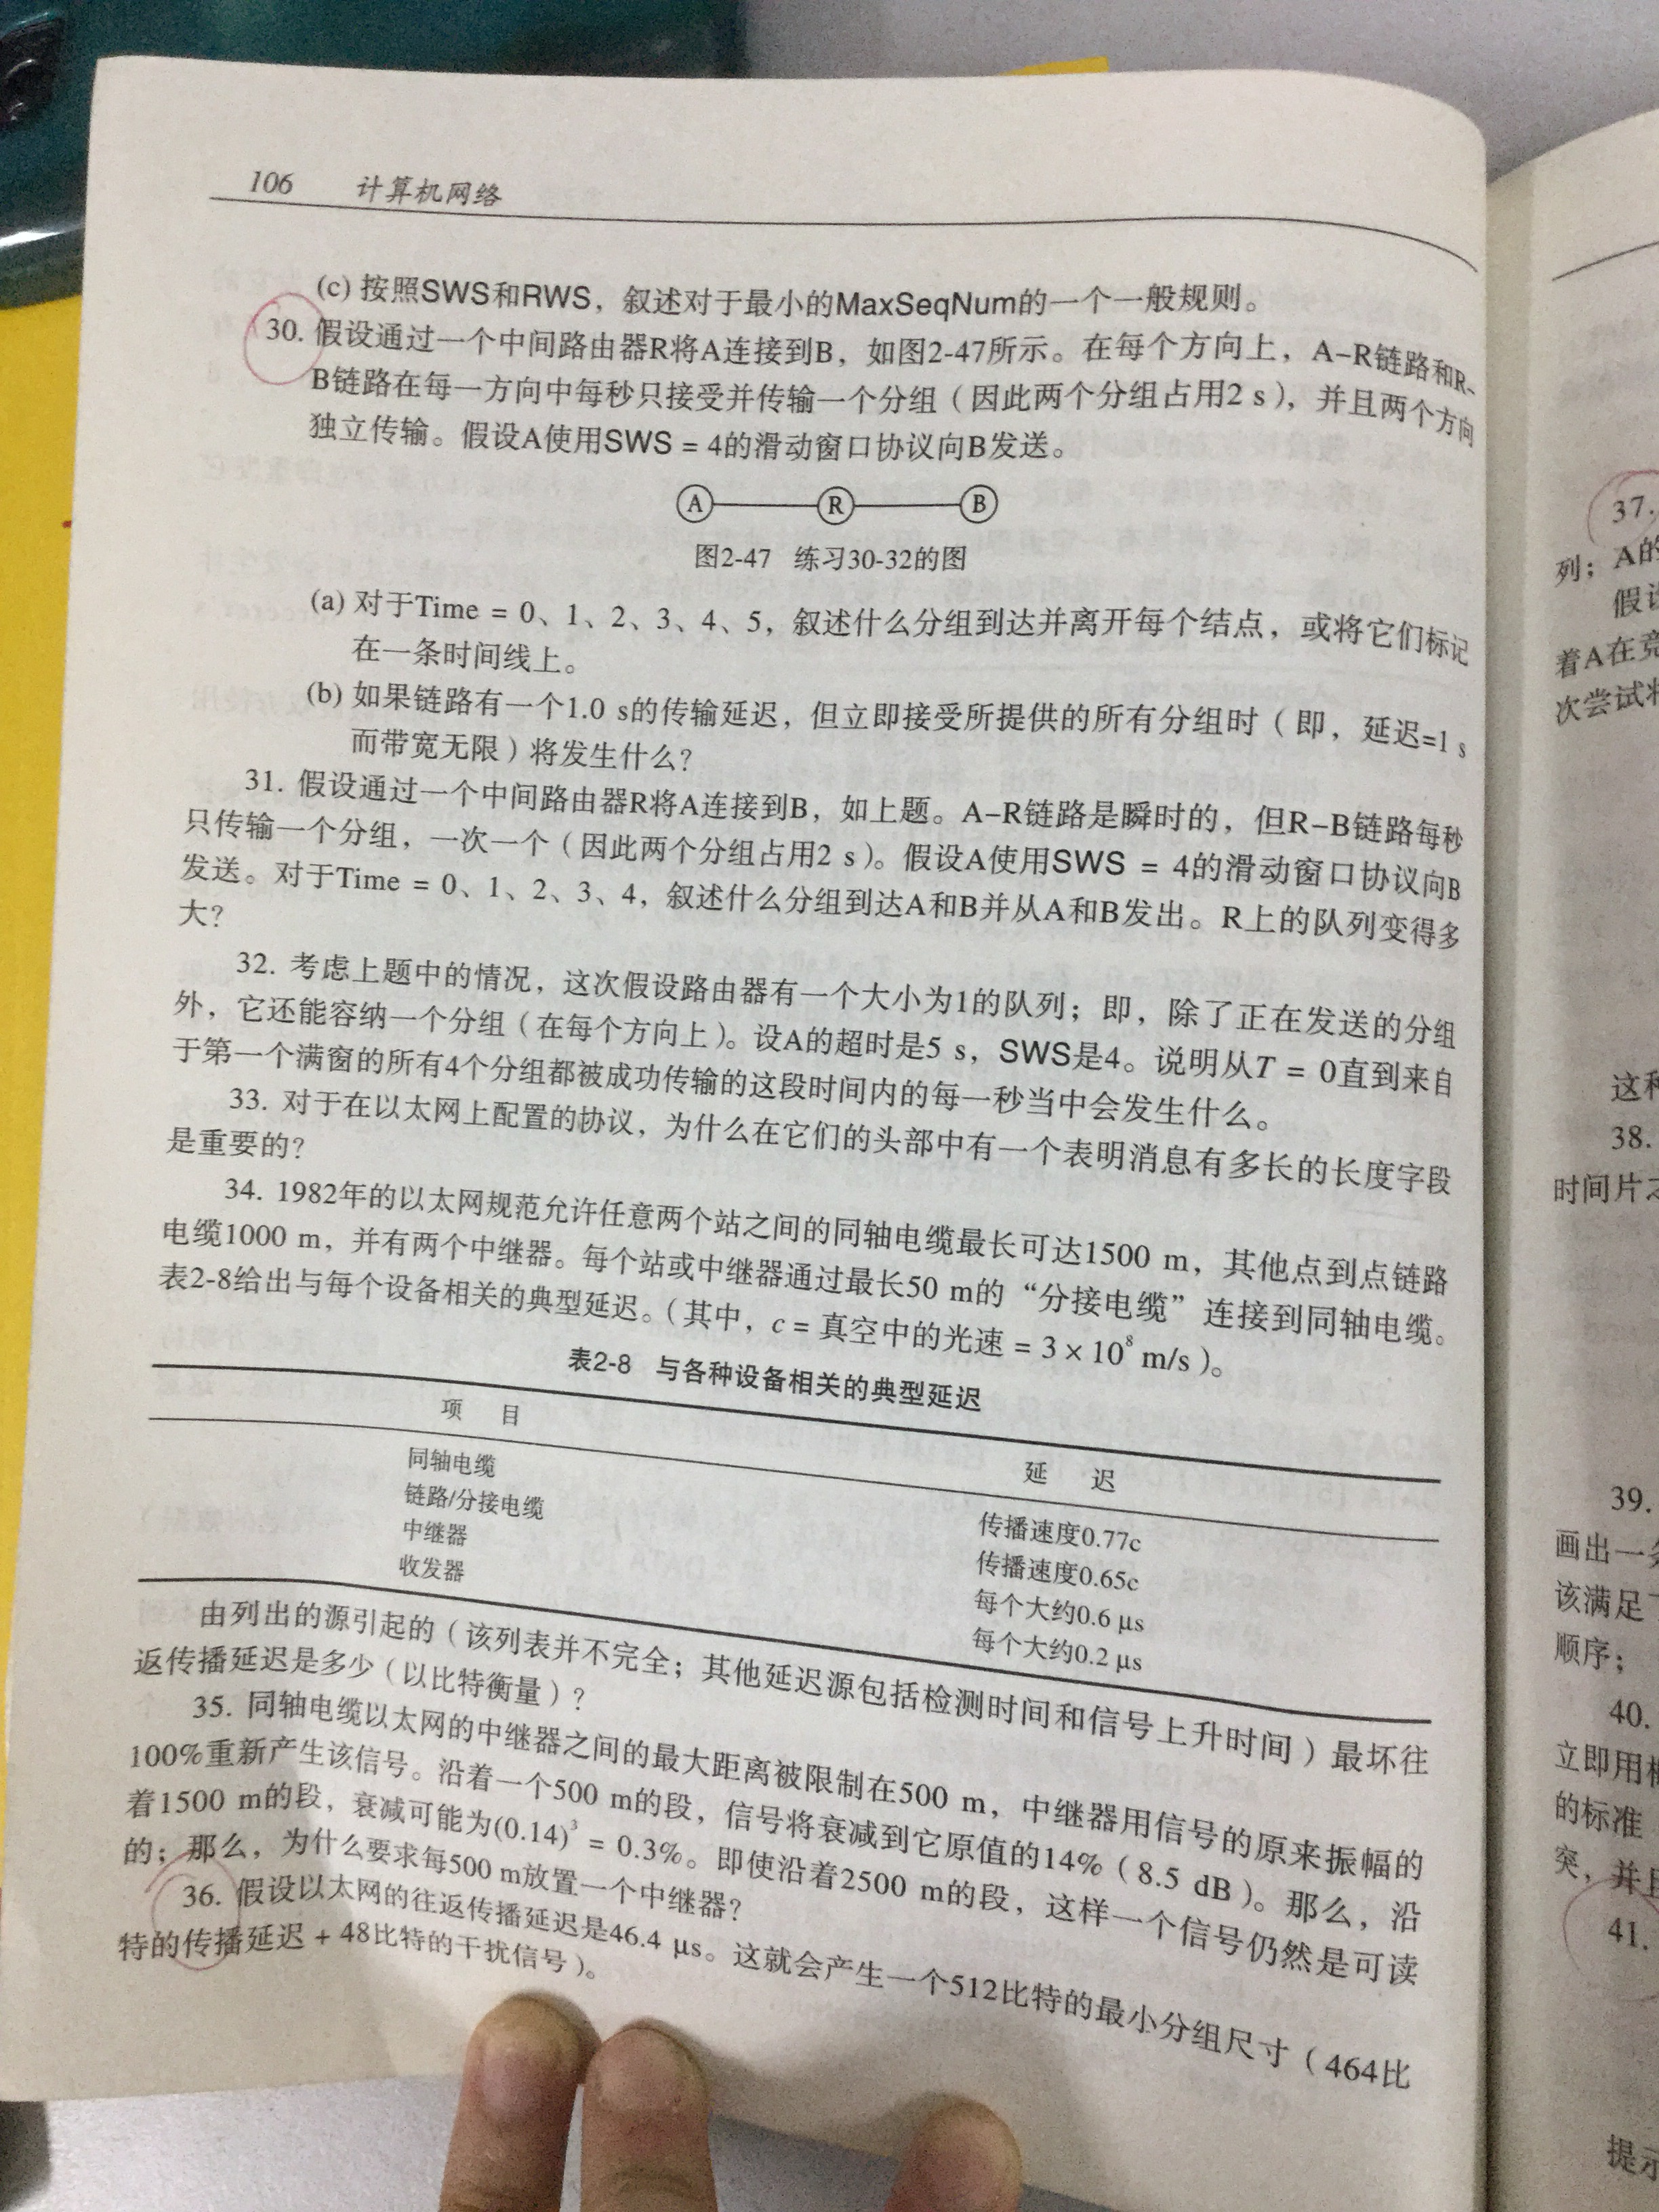 106 计算机网络
(c) 按照SWS和RWS，叙述对于最小的MaxSeqNum的一个一般规则。
30. 假设通过一个中间路由器R将A连接到B，如图2-47所示。在每个方向上，A–R链路和R–
B链路在每一方向中每秒只接受并传输一个分组（因此两个分组占用2 s），并且两个方向
独立传输。假设A使用SWS = 4的滑动窗口协议向B发送。
A R B
图2-47 练习30-32的图
(a) 对于Time = 0、1、2、3、4、5，叙述什么分组到达并离开每个结点，或将它们标记
在一条时间线上。
(b) 如果链路有一个1.0 s的传输延迟，但立即接受所提供的所有分组时（即，延迟=1 s
而带宽无限）将发生什么？
31. 假设通过一个中间路由器R将A连接到B，如上题。A–R链路是瞬时的，但R–B链路每秒
只传输一个分组，一次一个（因此两个分组占用2 s）。假设A使用SWS = 4的滑动窗口协议向B
发送。对于Time = 0、1、2、3、4，叙述什么分组到达A和B并从A和B发出。R上的队列变得多
大？
32. 考虑上题中的情况，这次假设路由器有一个大小为1的队列；即，除了正在发送的分组
外，它还能容纳一个分组（在每个方向上）。设A的超时是5 s，SWS是4。说明从T = 0直到来自
于第一个满窗的所有4个分组都被成功传输的这段时间内的每一秒当中会发生什么。
33. 对于在以太网上配置的协议，为什么在它们的头部中有一个表明消息有多长的长度字段
是重要的？
34. 1982年的以太网规范允许任意两个站之间的同轴电缆最长可达1500 m，其他点到点链路
电缆1000 m，并有两个中继器。每个站或中继器通过最长50 m的“分接电缆”连接到同轴电缆。
表2-8给出与每个设备相关的典型延迟。（其中，c = 真空中的光速 = 3 × 10⁸ m/s）。
表2-8 与各种设备相关的典型延迟
项 目 延 迟
同轴电缆 传播速度0.77c
链路/分接电缆 传播速度0.65c
中继器 每个大约0.6 μs
收发器 每个大约0.2 μs
由列出的源引起的（该列表并不完全；其他延迟源包括检测时间和信号上升时间）最坏往
返传播延迟是多少（以比特衡量）？
35. 同轴电缆以太网的中继器之间的最大距离被限制在500 m，中继器用信号的原来振幅的
100%重新产生该信号。沿着一个500 m的段，信号将衰减到它原值的14%（8.5 dB）。那么，沿
着1500 m的段，衰减可能为(0.14)³ = 0.3%。即使沿着2500 m的段，这样一个信号仍然是可读
的；那么，为什么要求每500 m放置一个中继器？
36. 假设以太网的往返传播延迟是46.4 μs。这就会产生一个512比特的最小分组尺寸（464比
特的传播延迟 + 48比特的干扰信号）。
37.
列；A的
假设
着A在竞
次尝试将
这种
38.
时间片之
39.
画出一条
该满足
顺序；
40.
立即用相
的标准
突，并且
41.
提示